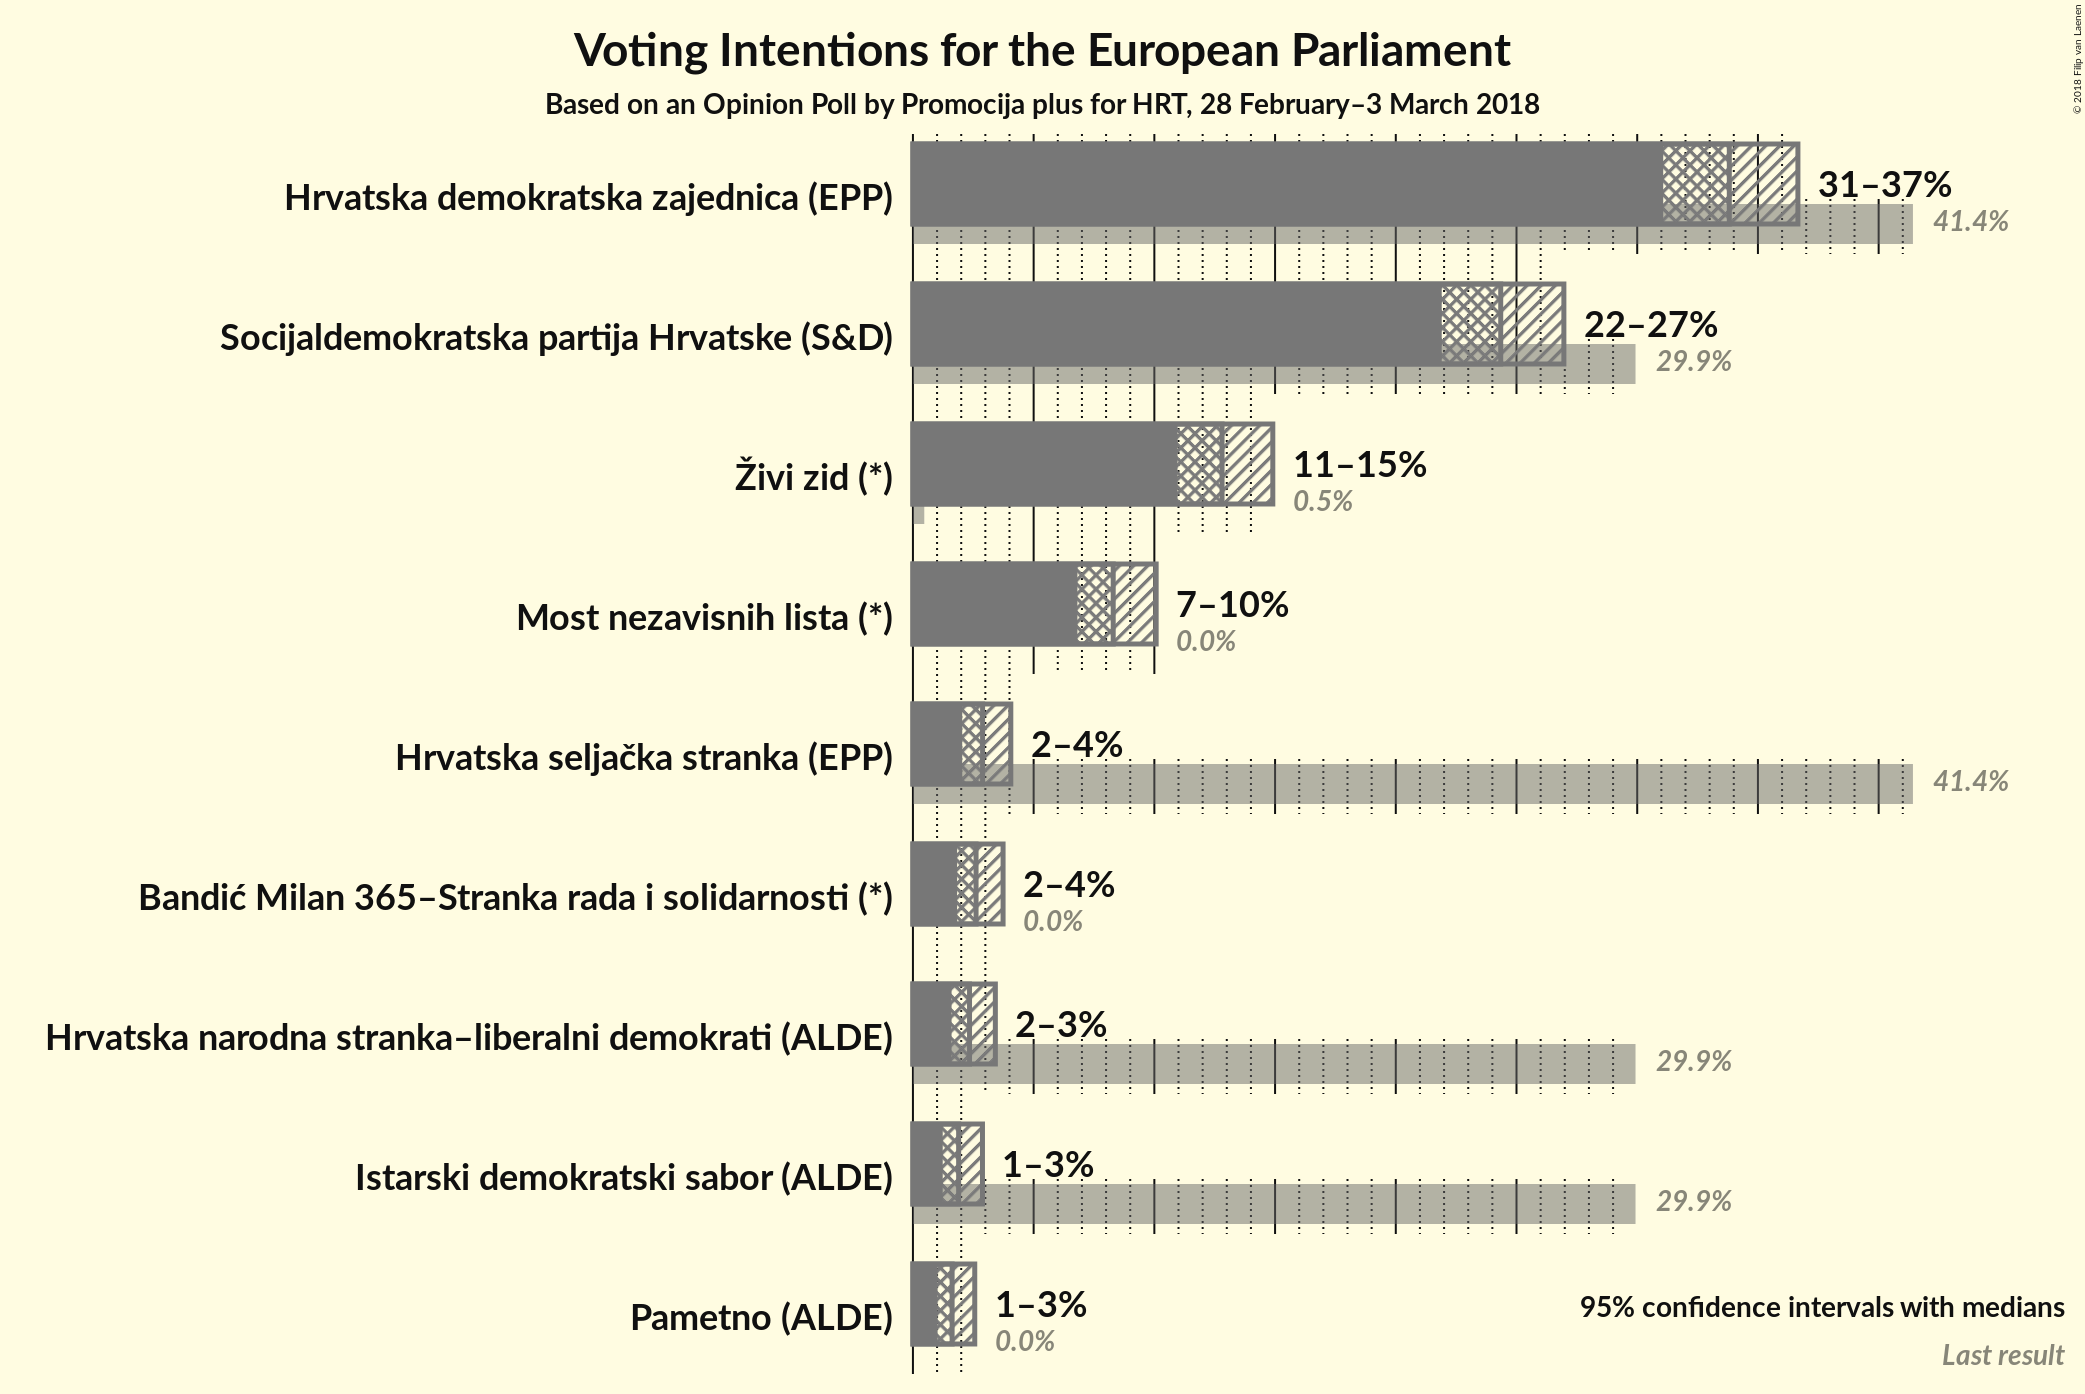 Voting Intentions for the European Parliament
Based on an Opinion Poll by Promocija plus for HRT, 28 February–3 March 2018
© 2018 Filip van Laenen
Hrvatska demokratska zajednica (EPP)
31–37%
41.4%
Socijaldemokratska partija Hrvatske (S&D)
22–27%
29.9%
Živi zid (*)
11–15%
0.5%
Most nezavisnih lista (*)
7–10%
0.0%
Hrvatska seljačka stranka (EPP)
2–4%
41.4%
Bandić Milan 365–Stranka rada i solidarnosti (*)
2–4%
0.0%
Hrvatska narodna stranka–liberalni demokrati (ALDE)
2–3%
29.9%
Istarski demokratski sabor (ALDE)
1–3%
29.9%
Pametno (ALDE)
1–3%
0.0%
95% confidence intervals with medians
Last result